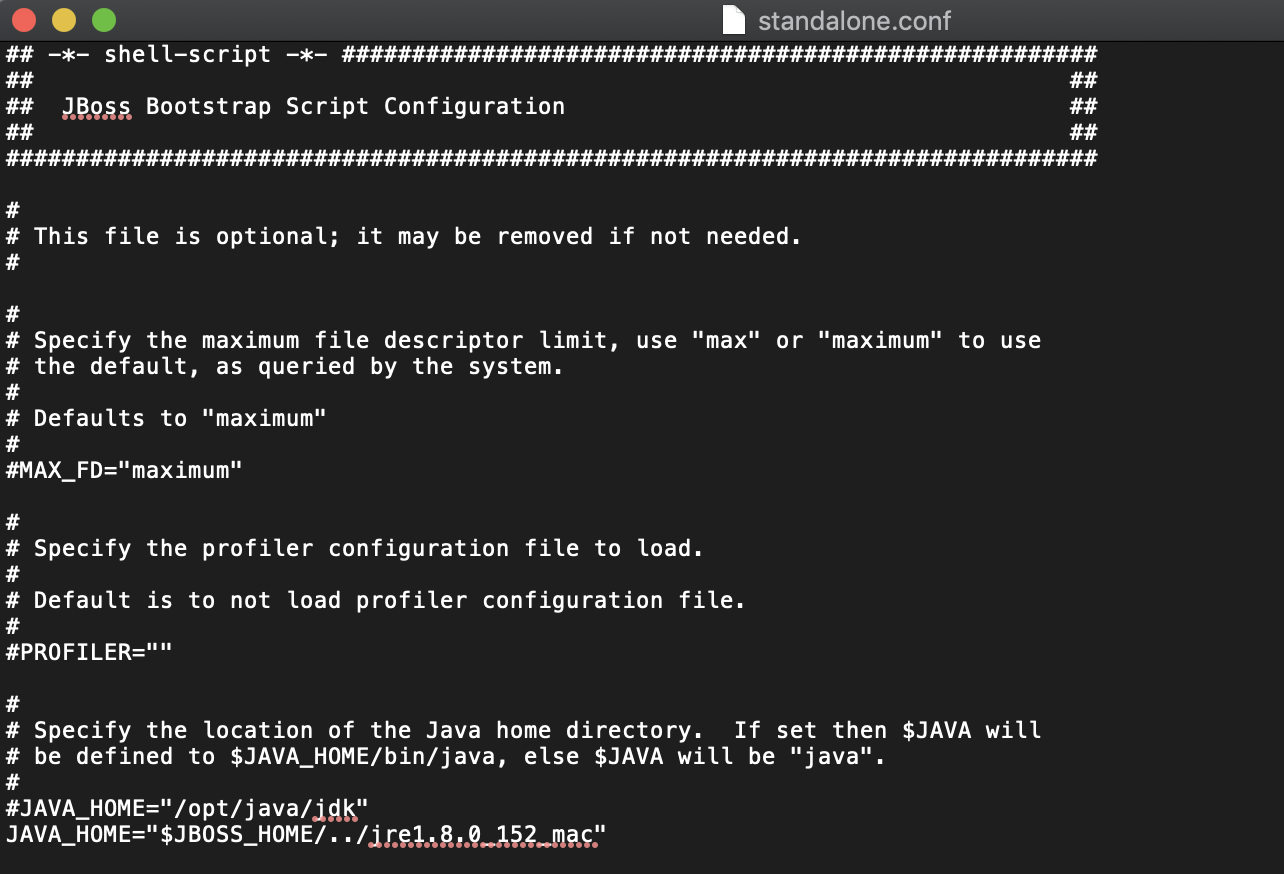 standalone.conf
## -*- shell-script -*- ######################################################
##                                                                          ##
##  JBoss Bootstrap Script Configuration                                    ##
##                                                                          ##
##############################################################################
#
# This file is optional; it may be removed if not needed.
#
#
# Specify the maximum file descriptor limit, use "max" or "maximum" to use
# the default, as queried by the system.
#
# Defaults to "maximum"
#
#MAX_FD="maximum"
#
# Specify the profiler configuration file to load.
#
# Default is to not load profiler configuration file.
#
#PROFILER=""
#
# Specify the location of the Java home directory.  If set then $JAVA will
# be defined to $JAVA_HOME/bin/java, else $JAVA will be "java".
#
#JAVA_HOME="/opt/java/jdk"
JAVA_HOME="$JBOSS_HOME/../jre1.8.0_152_mac"